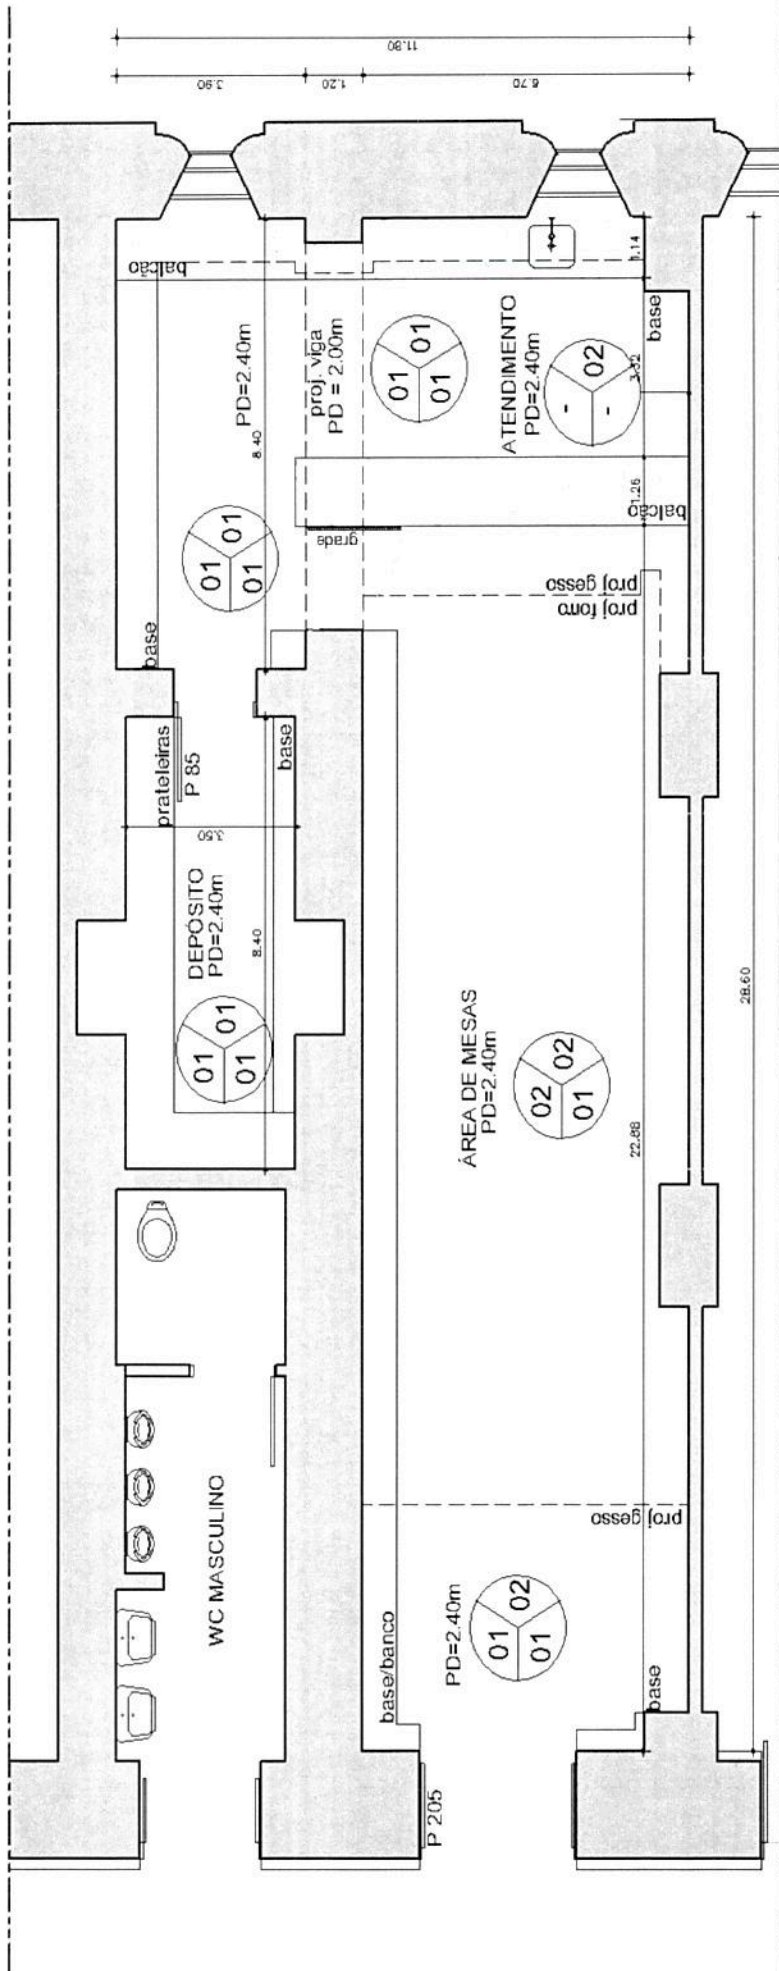 11.80
3.90
1.20
6.70
balcão
PD=2.40m
8.40
proj. viga
PD = 2.00m
01
01
01
ATENDIMENTO
PD=2.40m
-
02
-
1.14
base
3.32
1.25
balcão
grade
01
01
01
proj gesso
proj forro
base
prateleiras
P 85
base
3.50
DEPÓSITO
PD=2.40m
8.40
01
01
01
ÁREA DE MESAS
PD=2.40m
02
02
01
22.88
28.60
WC MASCULINO
proj gesso
base/banco
PD=2.40m
01
02
01
base
P 205